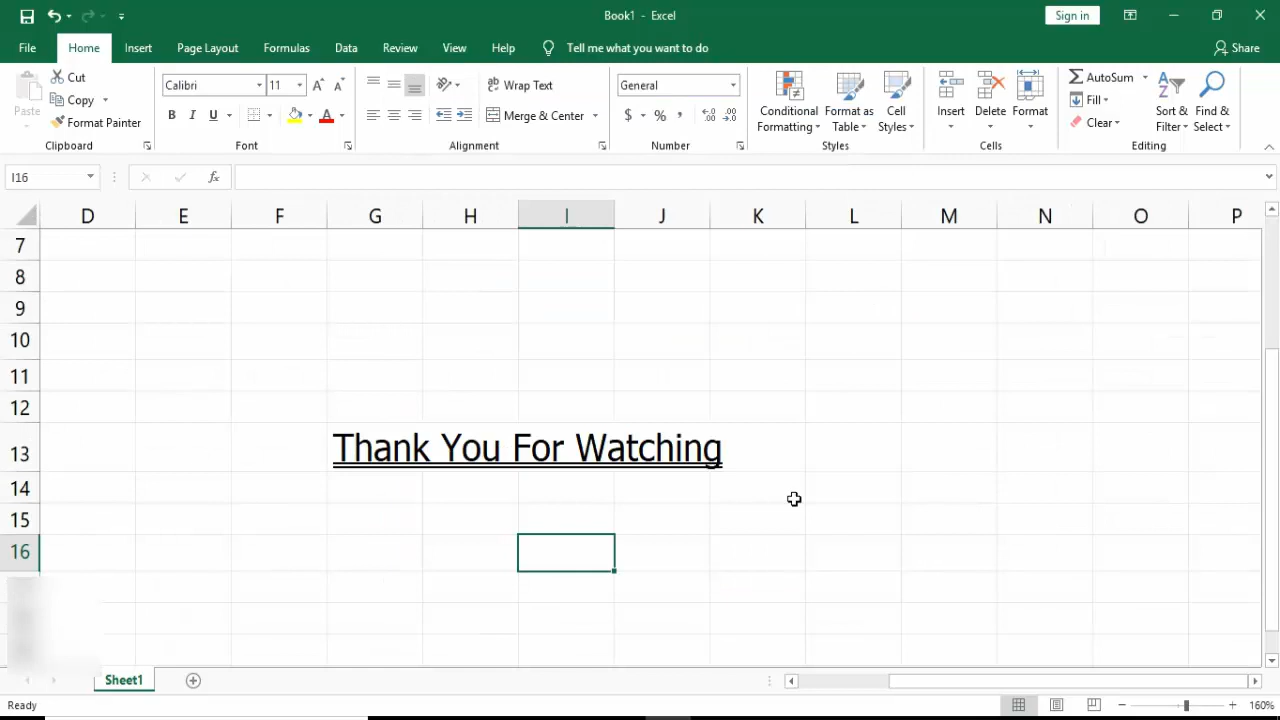 Book1 - Excel
Sign in
File Home Insert Page Layout Formulas Data Review View Help Tell me what you want to do Share
Paste
Cut
Copy
Format Painter
Clipboard
Calibri 11 A A
B I U A
Font
ab Wrap Text
Merge & Center
Alignment
General
$ % , .00 .0
Number
Conditional Formatting
Format as Table
Cell Styles
Styles
Insert Delete Format
Cells
AutoSum
Fill
Clear
Sort & Filter
Find & Select
Editing
I16 fx
D E F G H I J K L M N O P
7
8
9
10
11
12
13 Thank You For Watching
14
15
16
Sheet1
Ready 160%